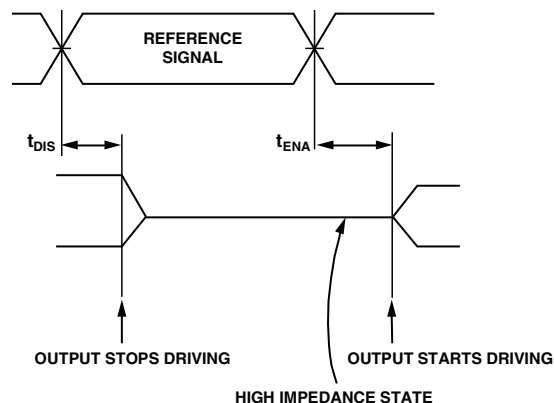 REFERENCE
SIGNAL
tDIS
tENA
OUTPUT STOPS DRIVING
OUTPUT STARTS DRIVING
HIGH IMPEDANCE STATE